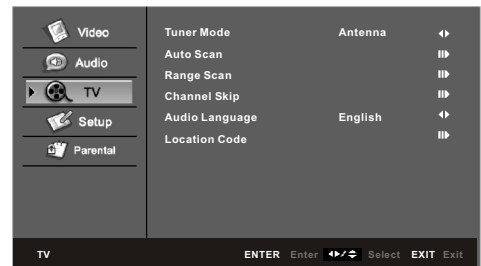 Video
Audio
TV
Setup
Parental
Tuner Mode Antenna
Auto Scan
Range Scan
Channel Skip
Audio Language English
Location Code
TV ENTER Enter Select EXIT Exit